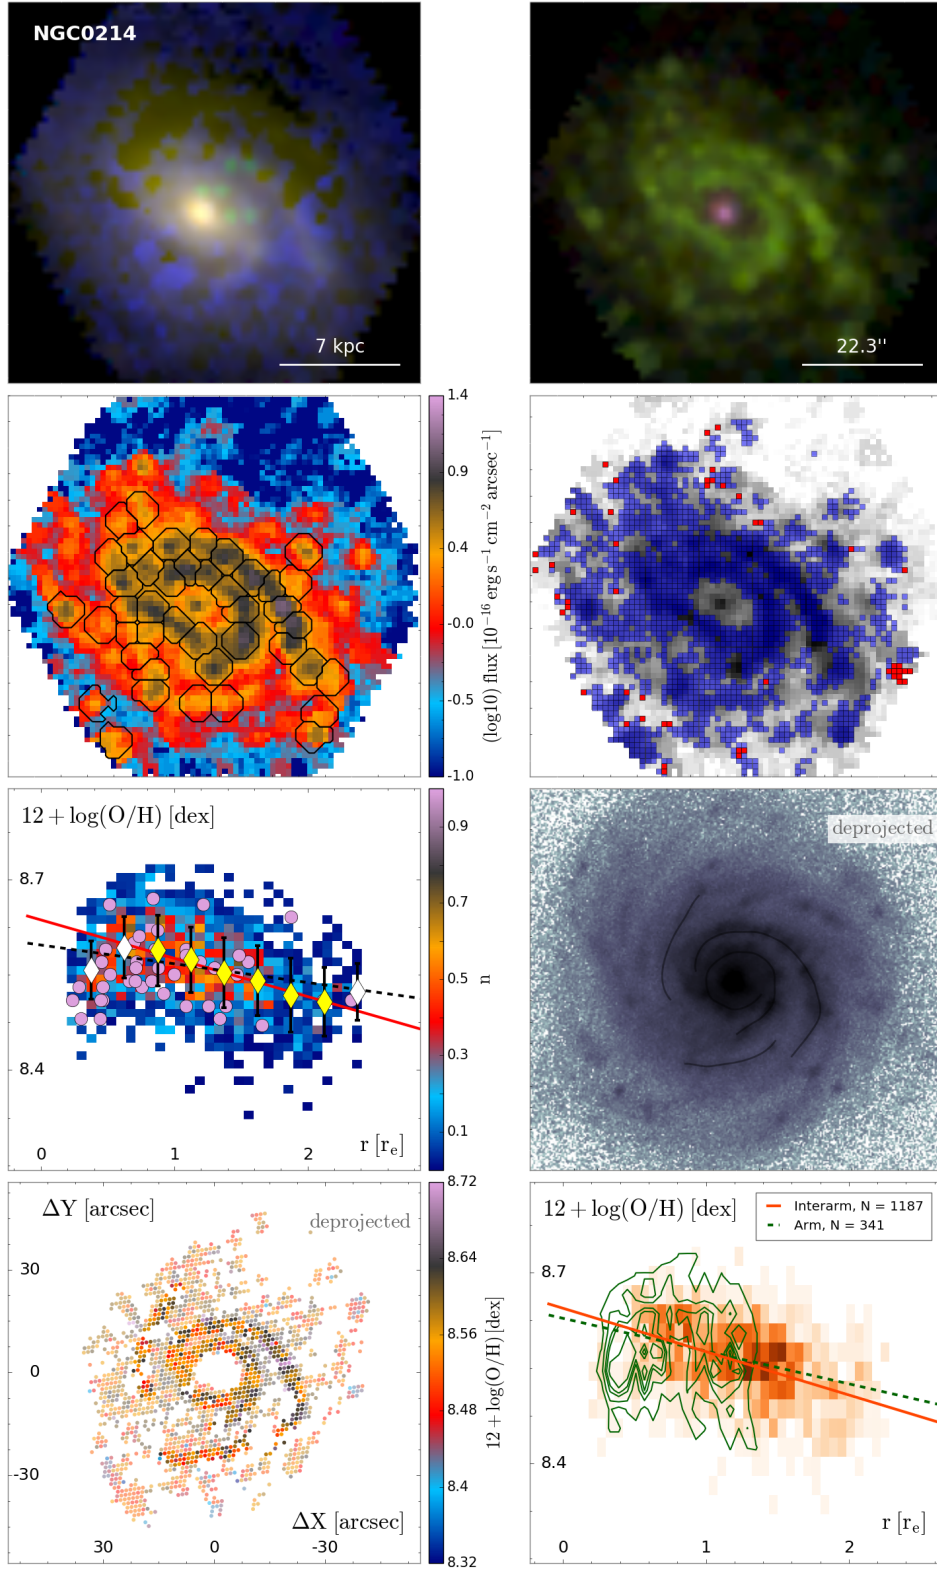 NGC0214
7 kpc
22.3''
1.4
0.9
0.4
-0.0
-0.5
-1.0
(log10) flux [10⁻¹⁶ erg s⁻¹ cm⁻² arcsec⁻¹]
12 + log(O/H) [dex]
8.7
8.4
0 1 2
r [rₑ]
0.9
0.7
0.5
0.3
0.1
n
deprojected
ΔY [arcsec]
deprojected
30
0
-30
30 0 -30
ΔX [arcsec]
8.72
8.64
8.56
8.48
8.4
8.32
12 + log(O/H) [dex]
12 + log(O/H) [dex]
Interarm, N = 1187
Arm, N = 341
8.7
8.4
0 1 2
r [rₑ]